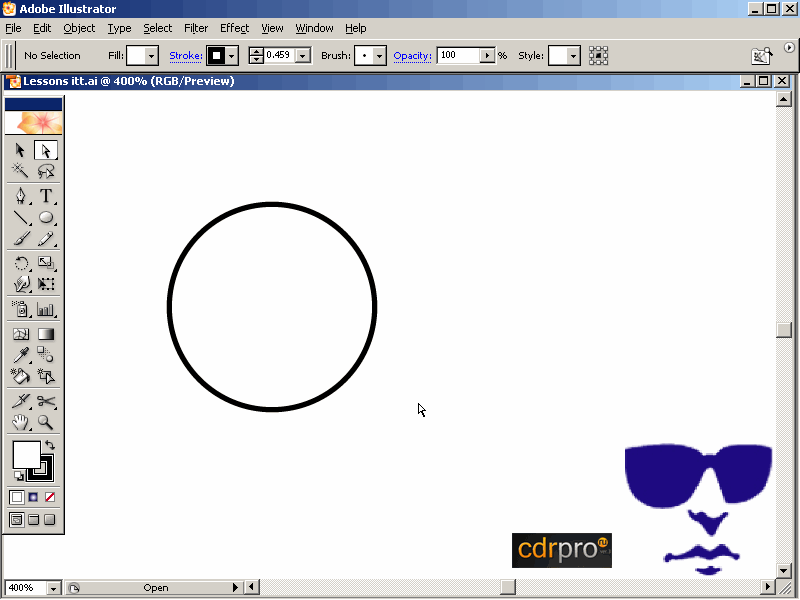 Adobe Illustrator
File Edit Object Type Select Filter Effect View Window Help
No Selection Fill: Stroke: 0.459 Brush: Opacity: 100 % Style:
Lessons itt.ai @ 400% (RGB/Preview)
T
cdrpro
400% Open